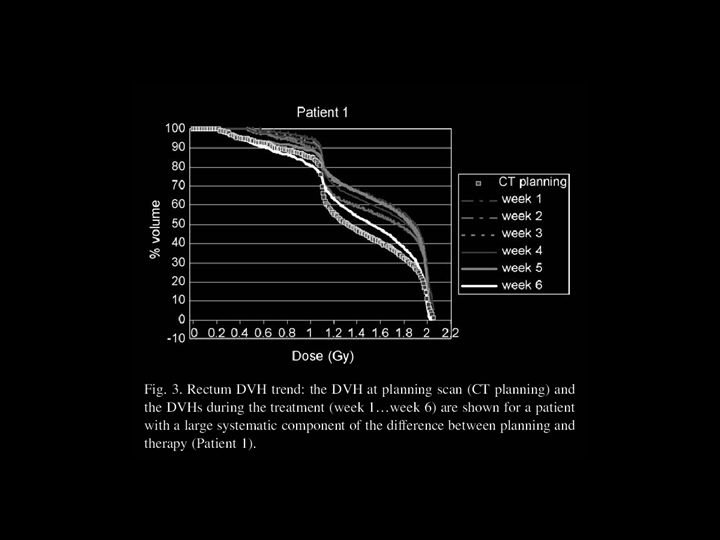 Patient 1
100
90
80
70
60
50
40
30
20
10
0
-10
% volume
0 0.2 0.4 0.6 0.8 1 1.2 1.4 1.6 1.8 2 2.2
Dose (Gy)
CT planning
week 1
week 2
week 3
week 4
week 5
week 6
Fig. 3. Rectum DVH trend: the DVH at planning scan (CT planning) and
the DVHs during the treatment (week 1…week 6) are shown for a patient
with a large systematic component of the difference between planning and
therapy (Patient 1).